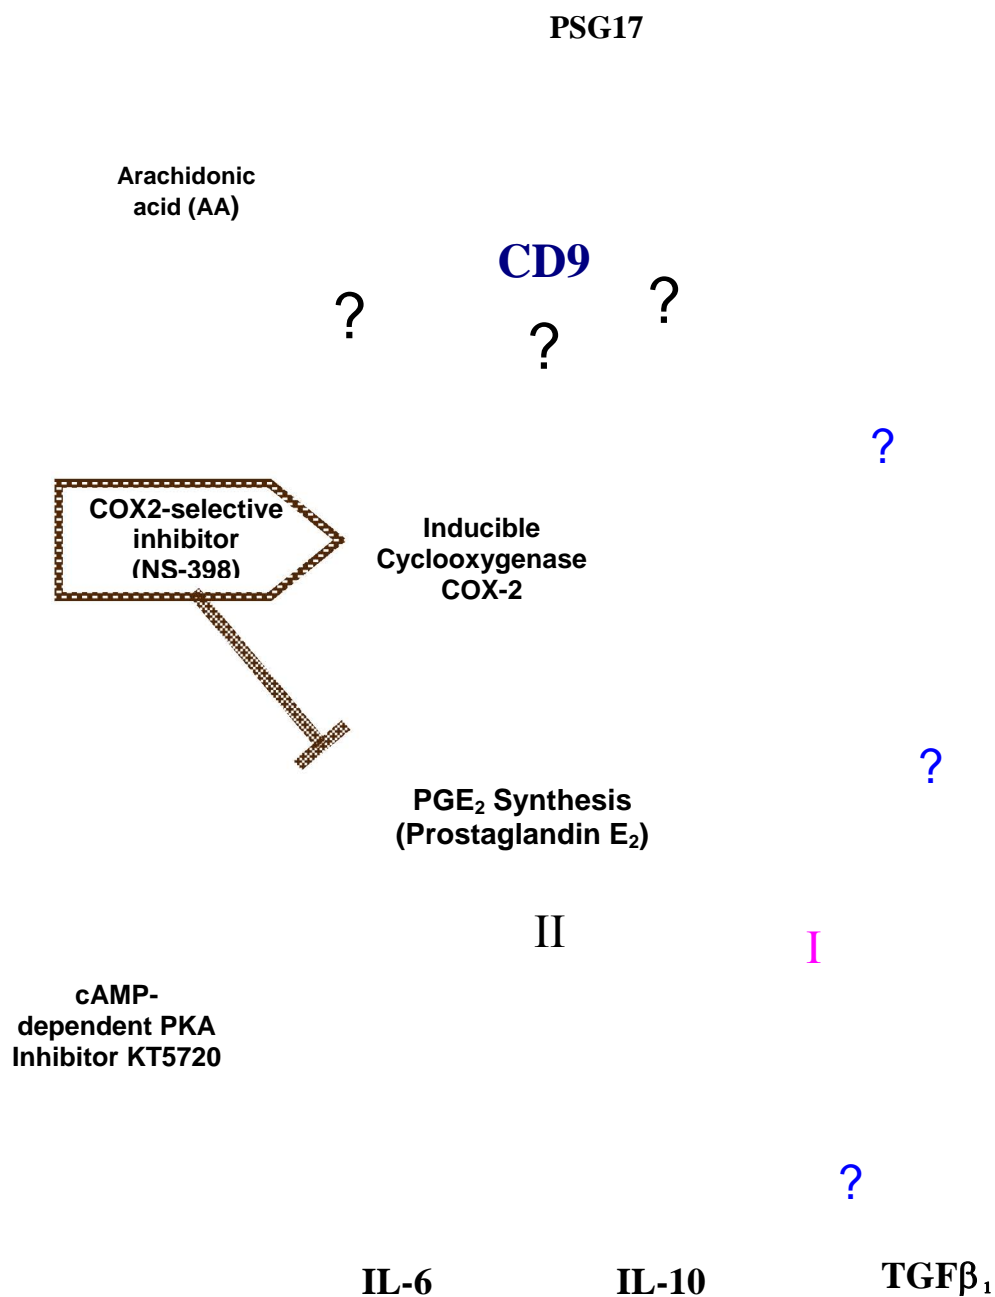 PSG17
Arachidonic
acid (AA)
CD9
?
?
?
?
COX2-selective
inhibitor
(NS-398)
Inducible
Cyclooxygenase
COX-2
?
PGE₂ Synthesis
(Prostaglandin E₂)
II
I
cAMP-
dependent PKA
Inhibitor KT5720
?
IL-6
IL-10
TGFβ₁